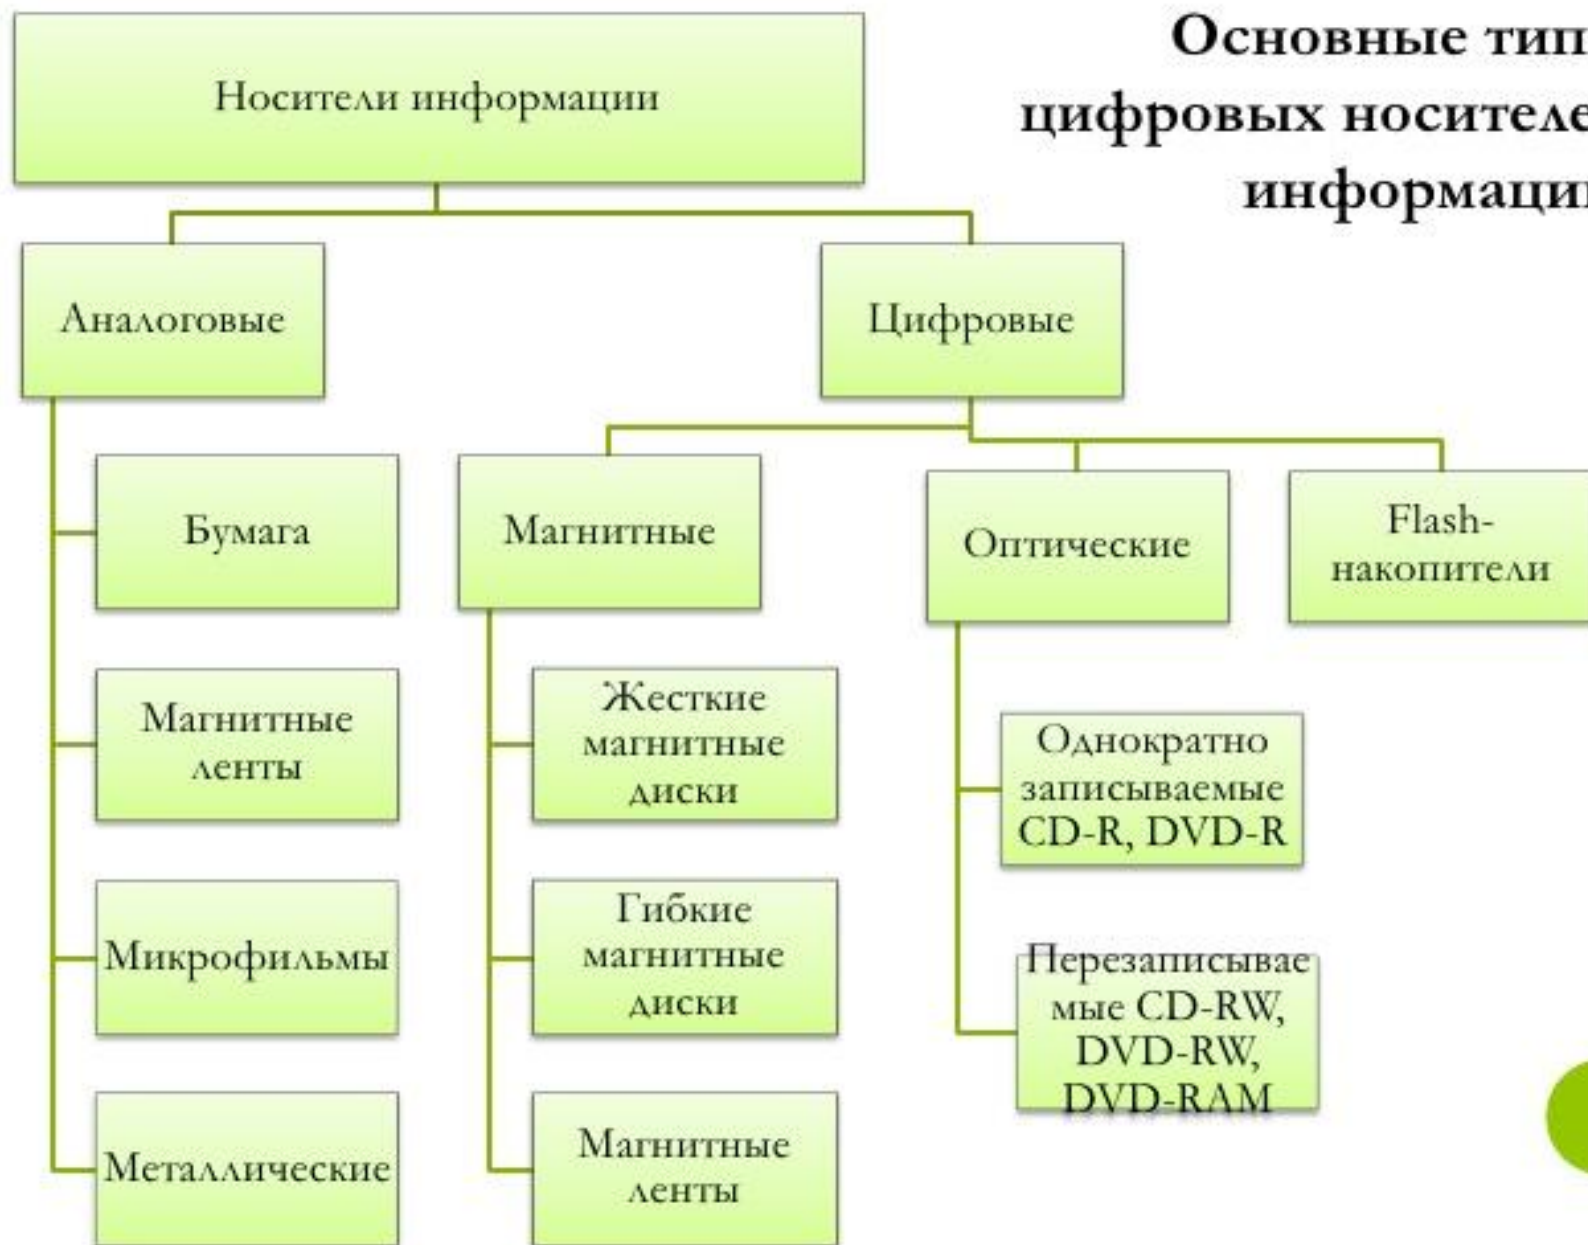 Основные тип
цифровых носителе
информаци
Носители информации
Аналоговые
Цифровые
Бумага
Магнитные
ленты
Микрофильмы
Металлические
Магнитные
Жесткие
магнитные
диски
Гибкие
магнитные
диски
Магнитные
ленты
Оптические
Однократно
записываемые
CD-R, DVD-R
Перезаписывае
мые CD-RW,
DVD-RW,
DVD-RAM
Flash-
накопители